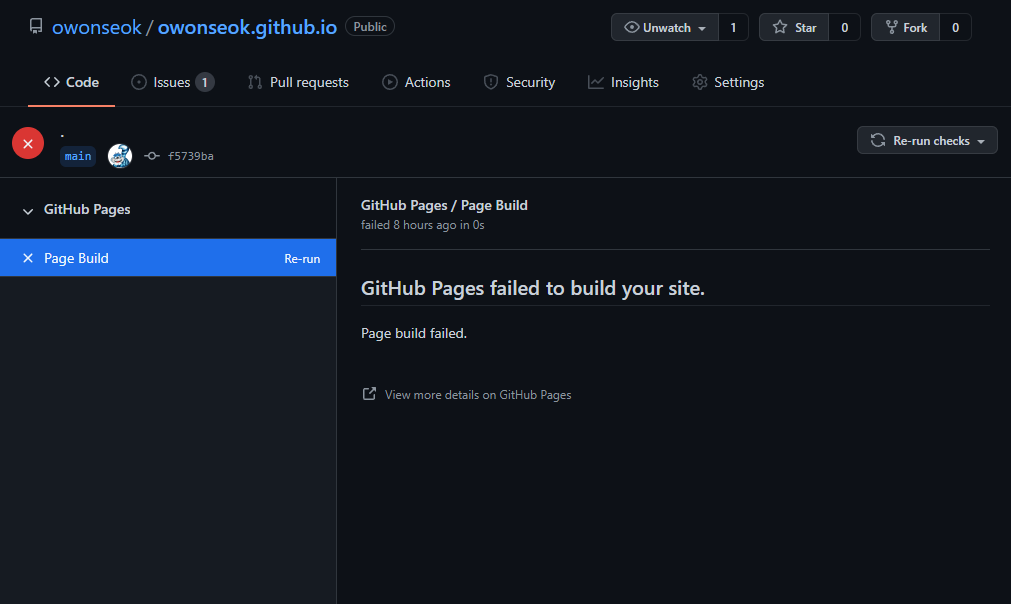 owonseok / owonseok.github.io Public Unwatch 1 Star 0 Fork 0
Code Issues 1 Pull requests Actions Security Insights Settings
.
main f5739ba Re-run checks
GitHub Pages
Page Build Re-run
GitHub Pages / Page Build
failed 8 hours ago in 0s
GitHub Pages failed to build your site.
Page build failed.
View more details on GitHub Pages